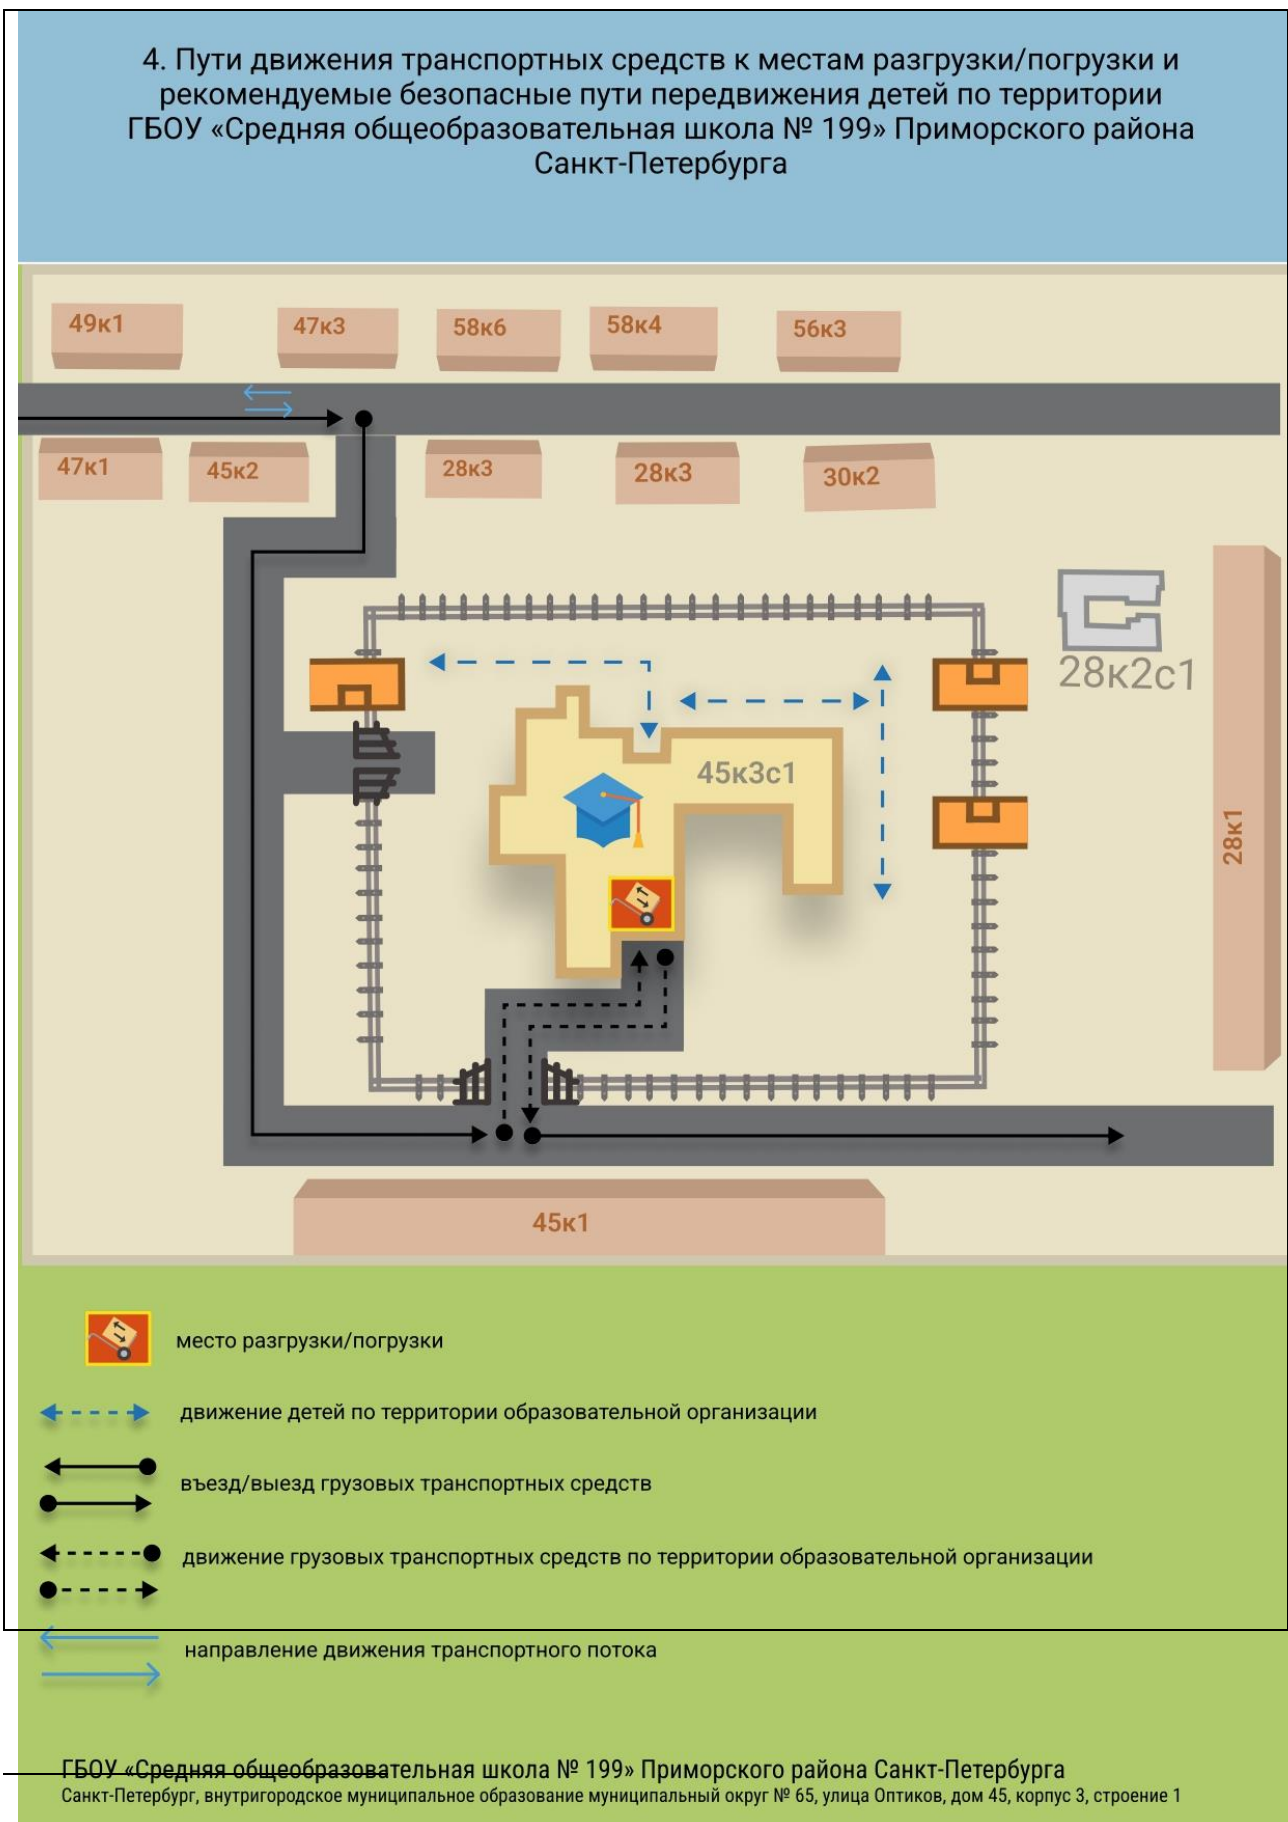 4. Пути движения транспортных средств к местам разгрузки/погрузки и
рекомендуемые безопасные пути передвижения детей по территории
ГБОУ «Средняя общеобразовательная школа № 199» Приморского района
Санкт-Петербурга
49к1
47к3
58к6
58к4
56к3
47к1
45к2
28к3
28к3
30к2
28к2с1
45к3с1
28к1
45к1
место разгрузки/погрузки
движение детей по территории образовательной организации
въезд/выезд грузовых транспортных средств
движение грузовых транспортных средств по территории образовательной организации
направление движения транспортного потока
ГБОУ «Средняя общеобразовательная школа № 199» Приморского района Санкт-Петербурга
Санкт-Петербург, внутригородское муниципальное образование муниципальный округ № 65, улица Оптиков, дом 45, корпус 3, строение 1